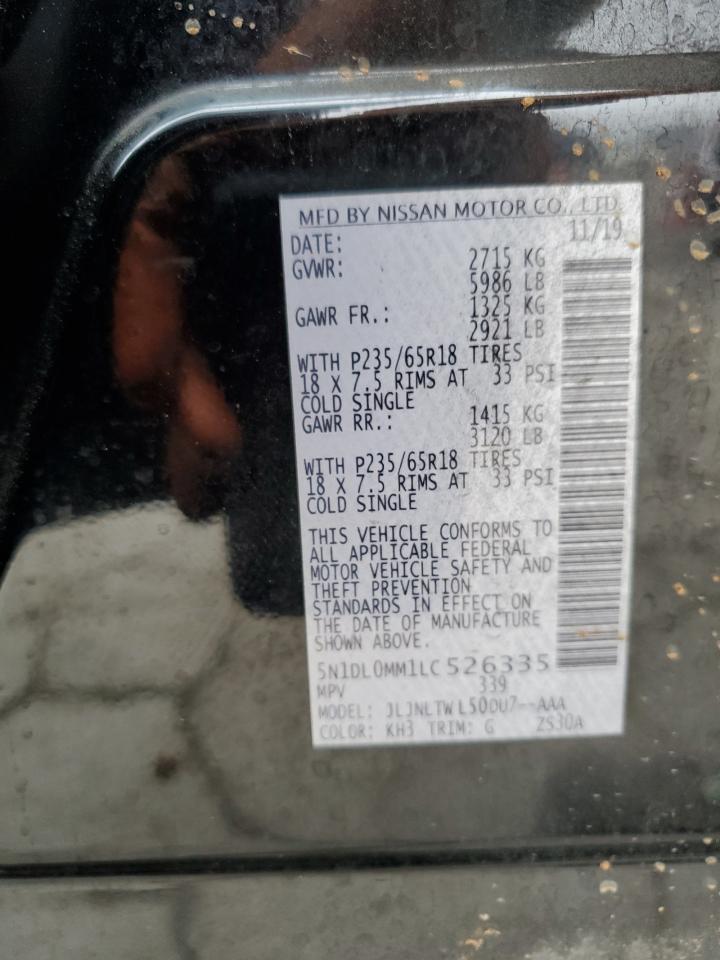 MFD BY NISSAN MOTOR CO., LTD.
DATE: 11/19
GVWR: 2715 KG
5986 LB
GAWR FR.: 1325 KG
2921 LB
WITH P235/65R18 TIRES
18 X 7.5 RIMS AT 33 PSI
COLD SINGLE
GAWR RR.: 1415 KG
3120 LB
WITH P235/65R18 TIRES
18 X 7.5 RIMS AT 33 PSI
COLD SINGLE
THIS VEHICLE CONFORMS TO
ALL APPLICABLE FEDERAL
MOTOR VEHICLE SAFETY AND
THEFT PREVENTION
STANDARDS IN EFFECT ON
THE DATE OF MANUFACTURE
SHOWN ABOVE.
5N1DL0MM1LC526335
MPV 339
MODEL: JLJNLTWL50DU7--AAA
COLOR: KH3 TRIM: G ZS30A